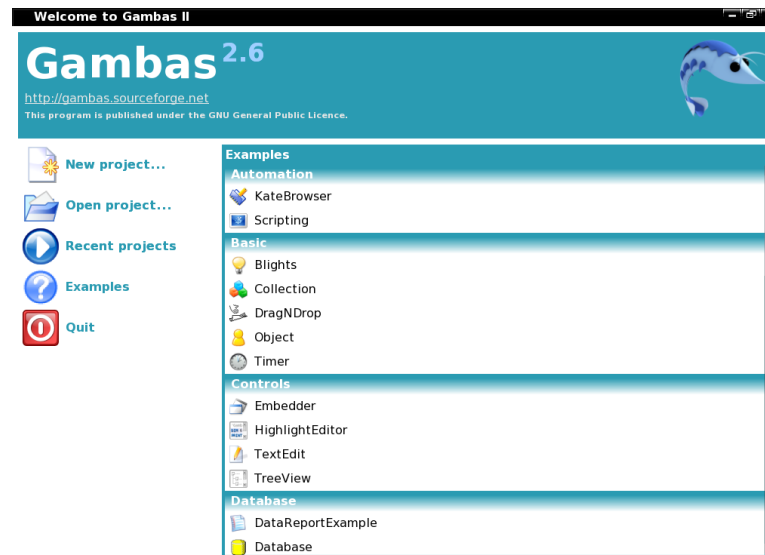 Welcome to Gambas II
Gambas 2.6
http://gambas.sourceforge.net
This program is published under the GNU General Public Licence.
New project...
Open project...
Recent projects
Examples
Quit
Examples
Automation
KateBrowser
Scripting
Basic
Blights
Collection
DragNDrop
Object
Timer
Controls
Embedder
HighlightEditor
TextEdit
TreeView
Database
DataReportExample
Database